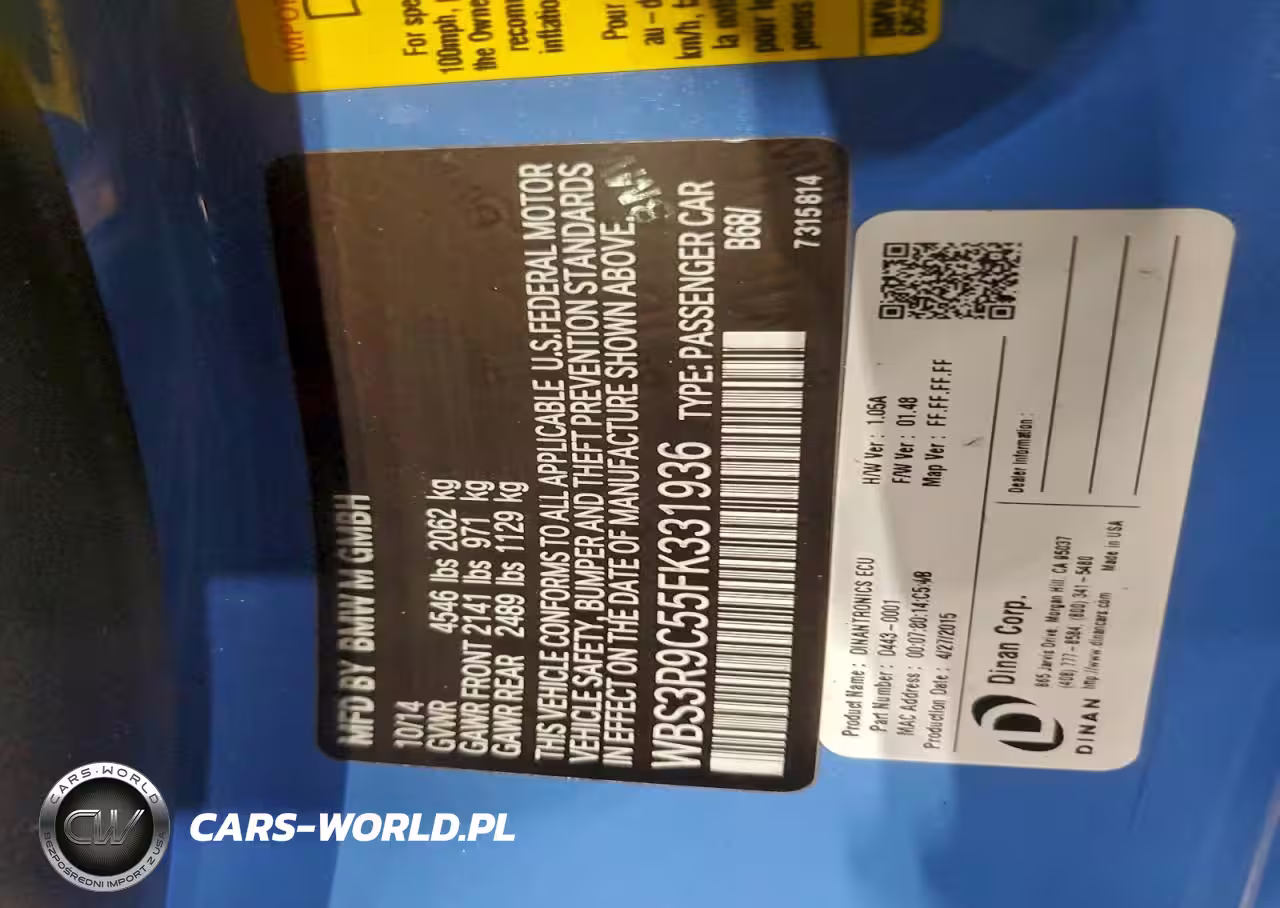 IMPOR
For spe
100mph,
the Owne
recom
inflatio
Pour
au-d
km/h, t
la noti
pour le
pneus
BMW
MFD BY BMW M GMBH
10/14
GVWR 4546 lbs 2062 kg
GAWR FRONT 2141 lbs 971 kg
GAWR REAR 2489 lbs 1129 kg
THIS VEHICLE CONFORMS TO ALL APPLICABLE U.S. FEDERAL MOTOR
VEHICLE SAFETY, BUMPER AND THEFT PREVENTION STANDARDS
IN EFFECT ON THE DATE OF MANUFACTURE SHOWN ABOVE.
WBS3R9C55FK331936 TYPE: PASSENGER CAR
B68/
7315814
Product Name : DINANTRONICS ECU
Part Number : D443-0001
MAC Address : 00:07:80:14:C5:4B
Production Date : 4/27/2015
H/W Ver : 1.05A
F/W Ver : 01.48
Map Ver : FF.FF.FF.FF
Dinan Corp.
865 Jarvis Drive, Morgan Hill, CA 95037
(408) 777-8584, (800) 341-5480
http://www.dinancars.com Made in USA
DINAN
Dealer Information :
CARS-WORLD
CW
BEZPOŚREDNI IMPORT Z USA
CARS-WORLD.PL